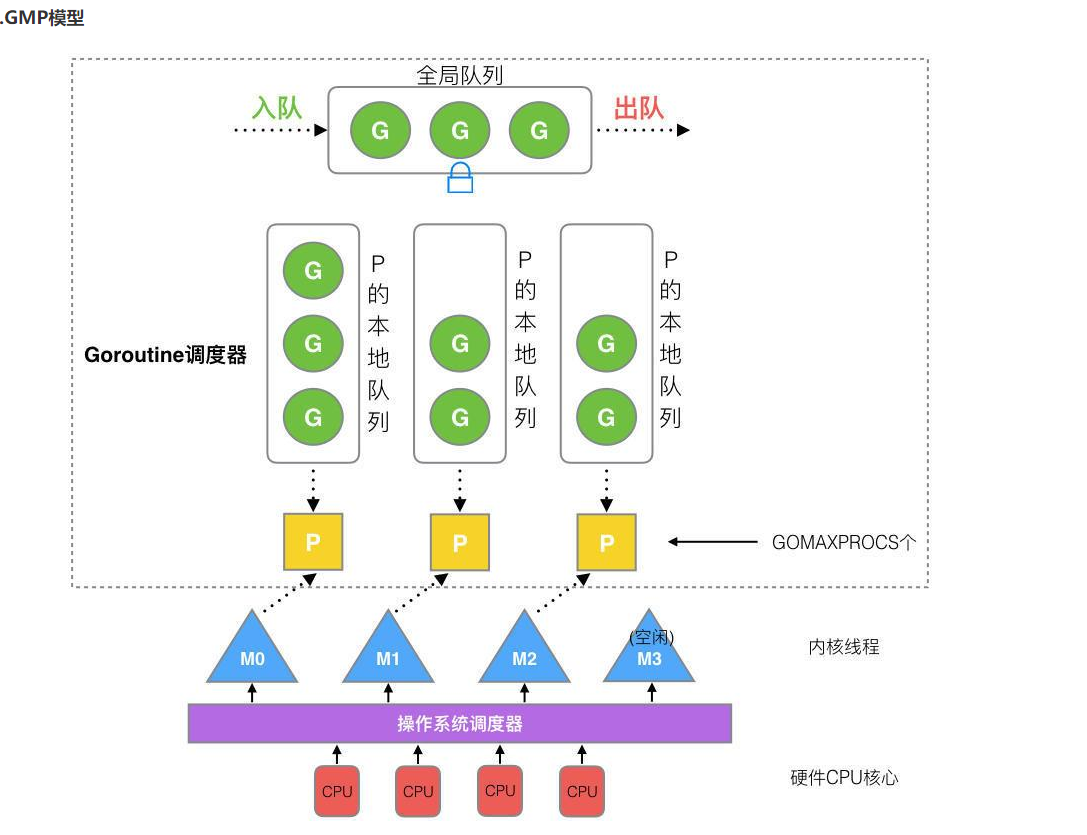 .GMP模型
全局队列
入队
出队
G G G
G
G
G
P的本地队列
G
G
P的本地队列
G
G
P的本地队列
Goroutine调度器
P P P
GOMAXPROCS个
M0 M1 M2
(空闲)
M3
内核线程
操作系统调度器
CPU CPU CPU CPU
硬件CPU核心